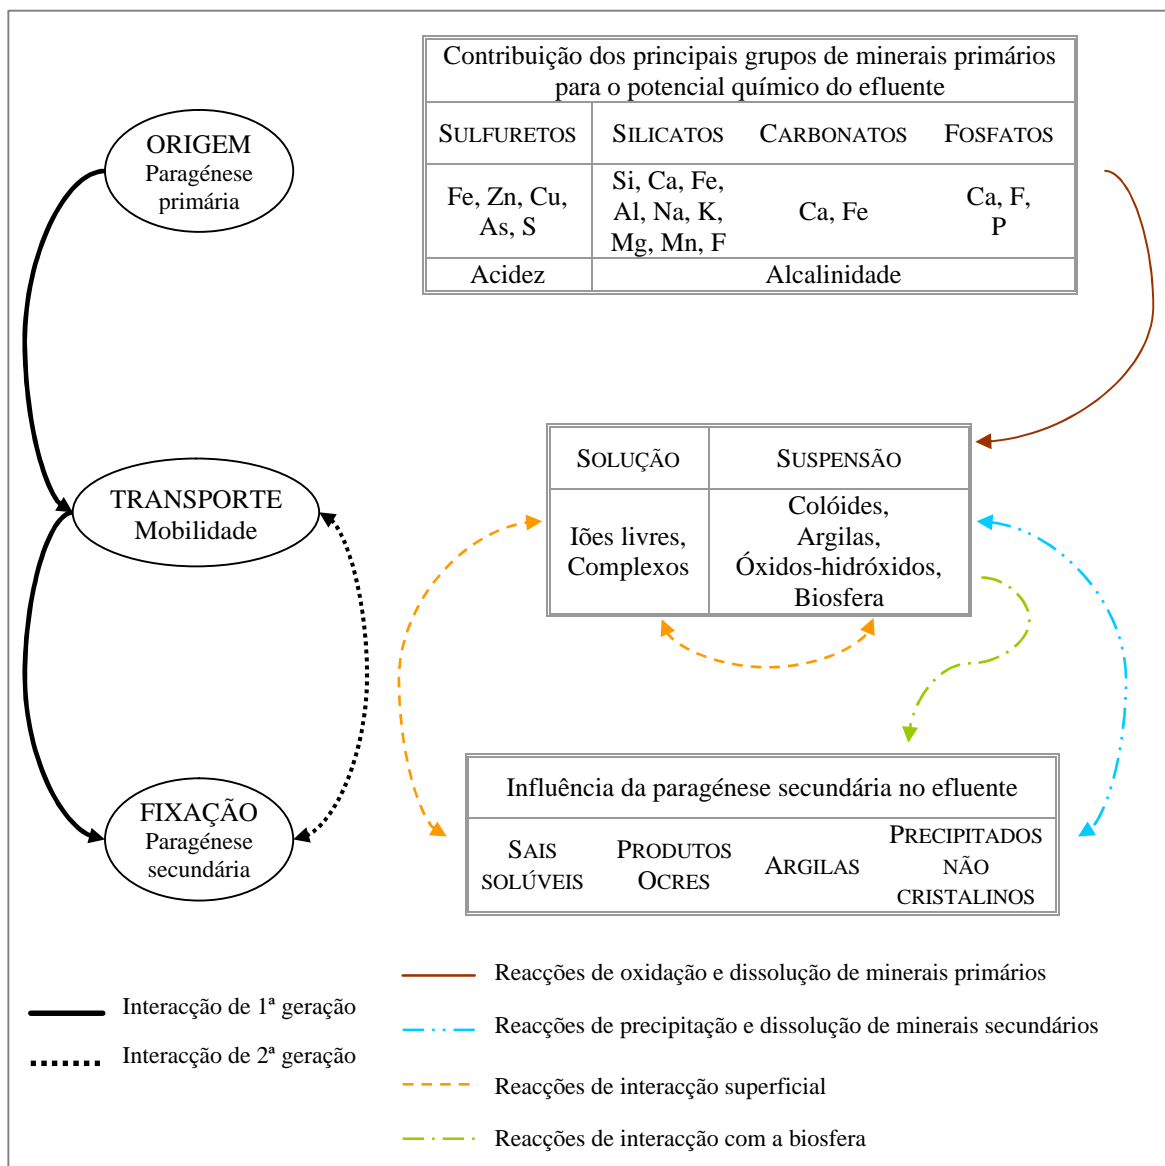 Contribuição dos principais grupos de minerais primários
para o potencial químico do efluente
SULFURETOS
SILICATOS
CARBONATOS
FOSFATOS
Fe, Zn, Cu,
As, S
Si, Ca, Fe,
Al, Na, K,
Mg, Mn, F
Ca, Fe
Ca, F,
P
Acidez
Alcalinidade
ORIGEM
Paragénese
primária
TRANSPORTE
Mobilidade
FIXAÇÃO
Paragénese
secundária
SOLUÇÃO
SUSPENSÃO
Iões livres,
Complexos
Colóides,
Argilas,
Óxidos-hidróxidos,
Biosfera
Influência da paragénese secundária no efluente
SAIS
SOLÚVEIS
PRODUTOS
OCRES
ARGILAS
PRECIPITADOS
NÃO
CRISTALINOS
Interacção de 1ª geração
Interacção de 2ª geração
Reacções de oxidação e dissolução de minerais primários
Reacções de precipitação e dissolução de minerais secundários
Reacções de interacção superficial
Reacções de interacção com a biosfera